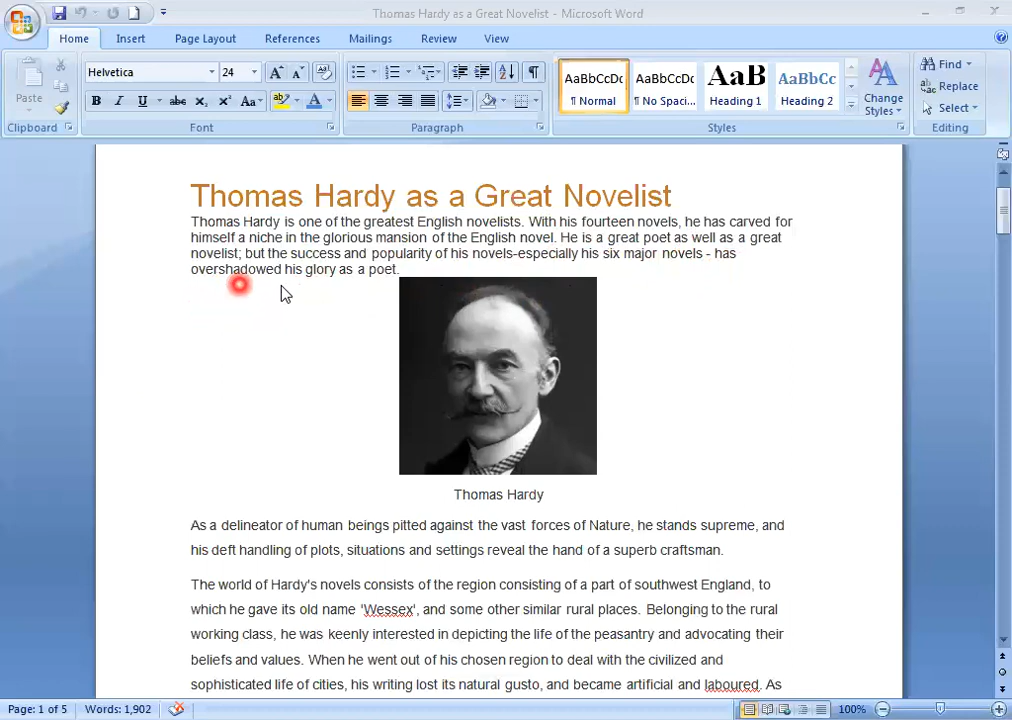 Thomas Hardy as a Great Novelist - Microsoft Word
Home Insert Page Layout References Mailings Review View
Paste
Clipboard
Helvetica 24
Font
Paragraph
AaBbCcDc AaBbCcDc AaB AaBbCc
¶ Normal ¶ No Spaci... Heading 1 Heading 2
Change Styles
Styles
Find
Replace
Select
Editing
Thomas Hardy as a Great Novelist
Thomas Hardy is one of the greatest English novelists. With his fourteen novels, he has carved for
himself a niche in the glorious mansion of the English novel. He is a great poet as well as a great
novelist; but the success and popularity of his novels-especially his six major novels - has
overshadowed his glory as a poet.
Thomas Hardy
As a delineator of human beings pitted against the vast forces of Nature, he stands supreme, and
his deft handling of plots, situations and settings reveal the hand of a superb craftsman.
The world of Hardy's novels consists of the region consisting of a part of southwest England, to
which he gave its old name 'Wessex', and some other similar rural places. Belonging to the rural
working class, he was keenly interested in depicting the life of the peasantry and advocating their
beliefs and values. When he went out of his chosen region to deal with the civilized and
sophisticated life of cities, his writing lost its natural gusto, and became artificial and laboured. As
Page: 1 of 5 Words: 1,902 100%